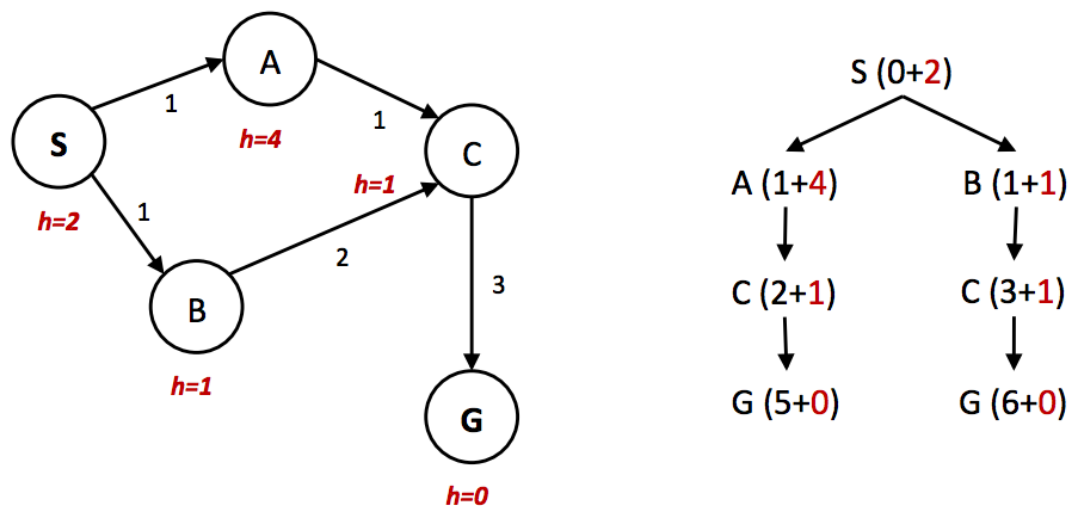 A
1
h=4
S
h=2
1
C
h=1
1
2
B
h=1
3
G
h=0
S (0+2)
A (1+4) B (1+1)
C (2+1) C (3+1)
G (5+0) G (6+0)